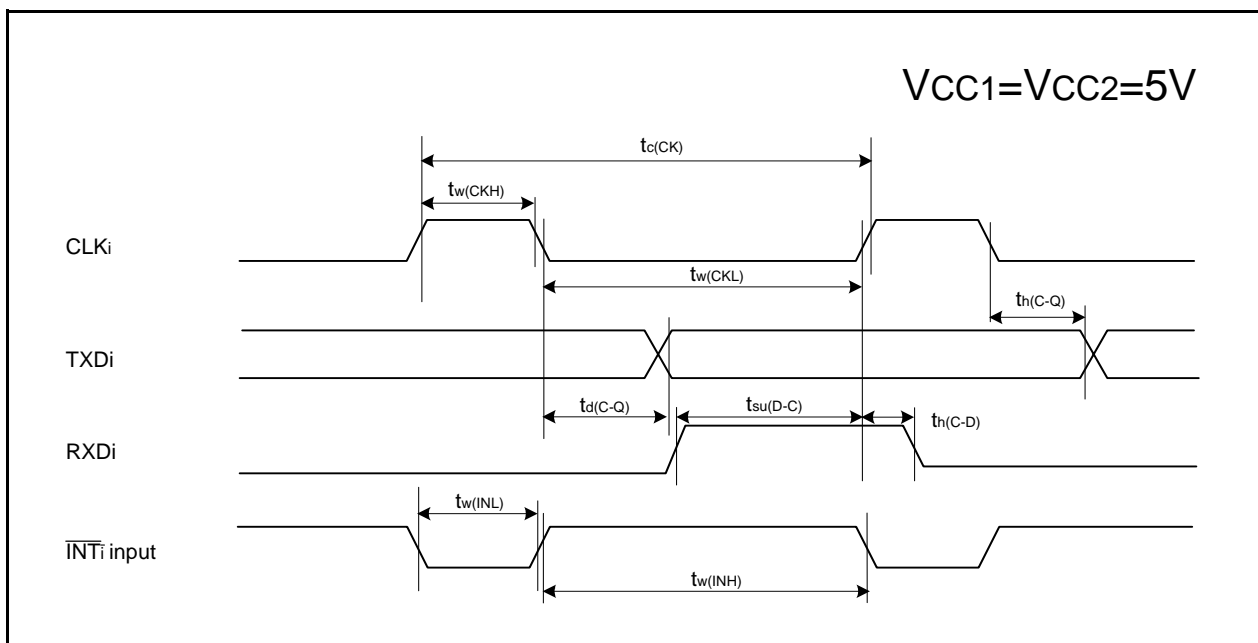 VCC1=VCC2=5V
tc(CK)
tw(CKH)
CLKi
tw(CKL)
th(C-Q)
TXDi
td(C-Q)
tsu(D-C)
th(C-D)
RXDi
tw(INL)
INTi input
tw(INH)